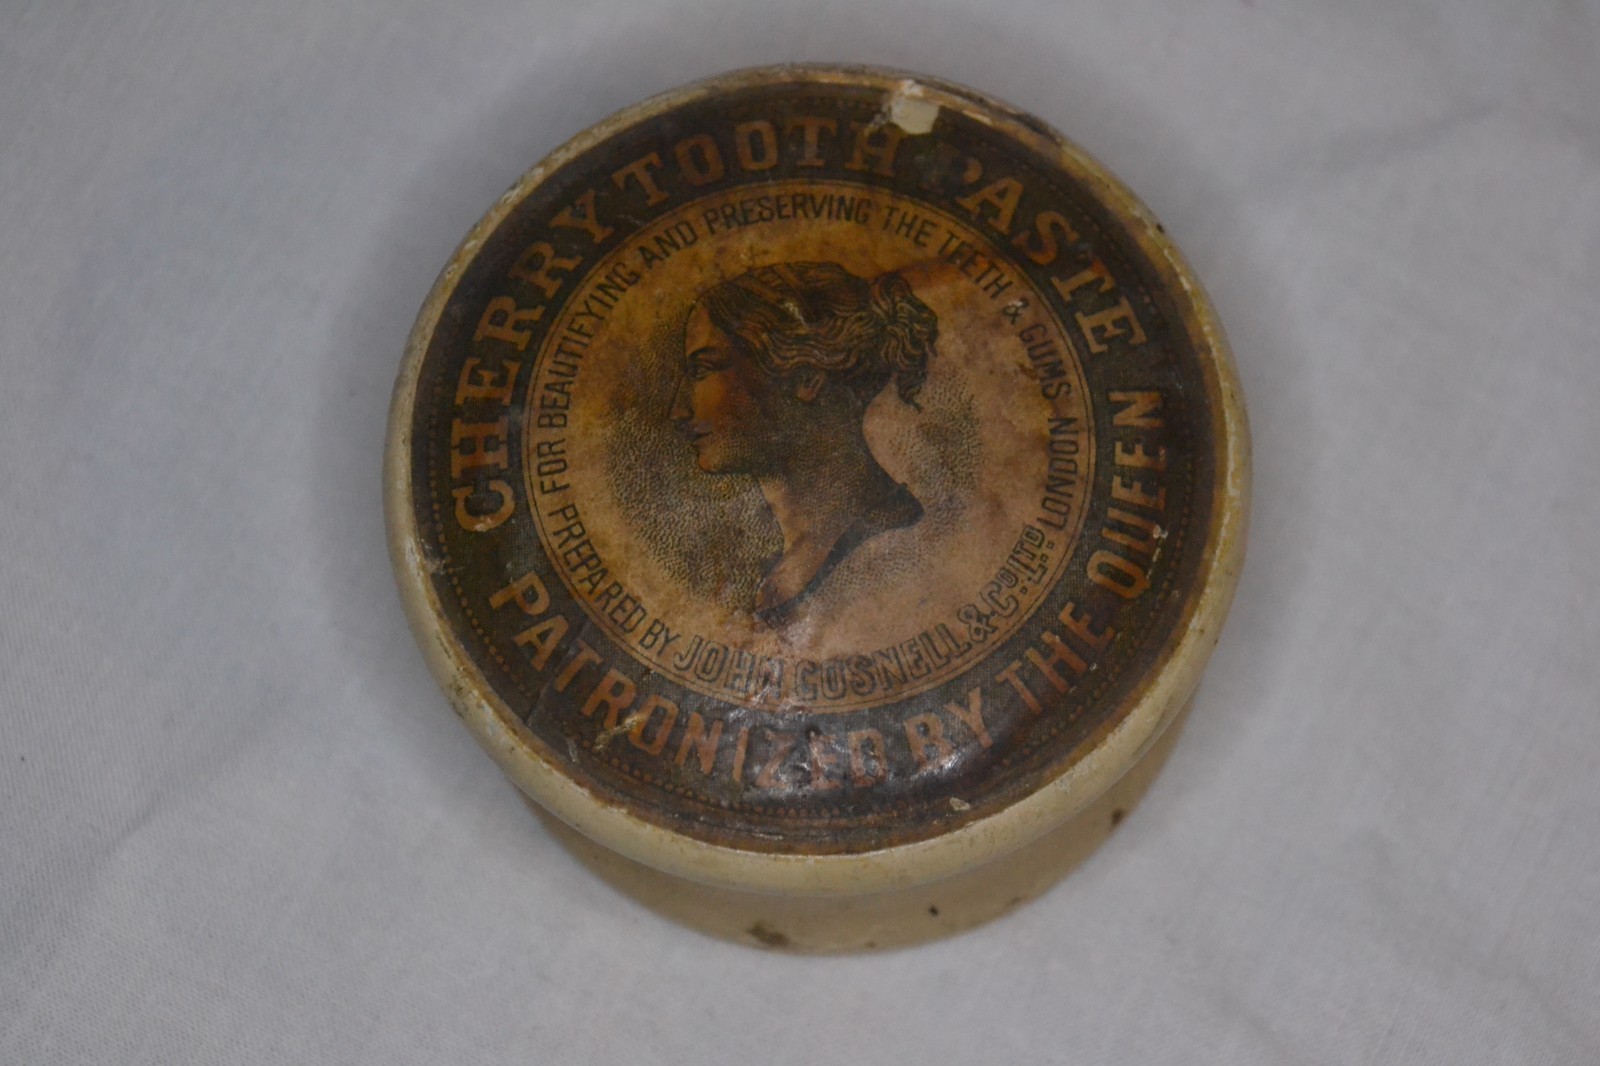 CHERRY TOOTH PASTE
PATRONIZED BY THE QUEEN
FOR BEAUTIFYING AND PRESERVING THE TEETH & GUMS
PREPARED BY JOHN GOSNELL & CO LTD LONDON